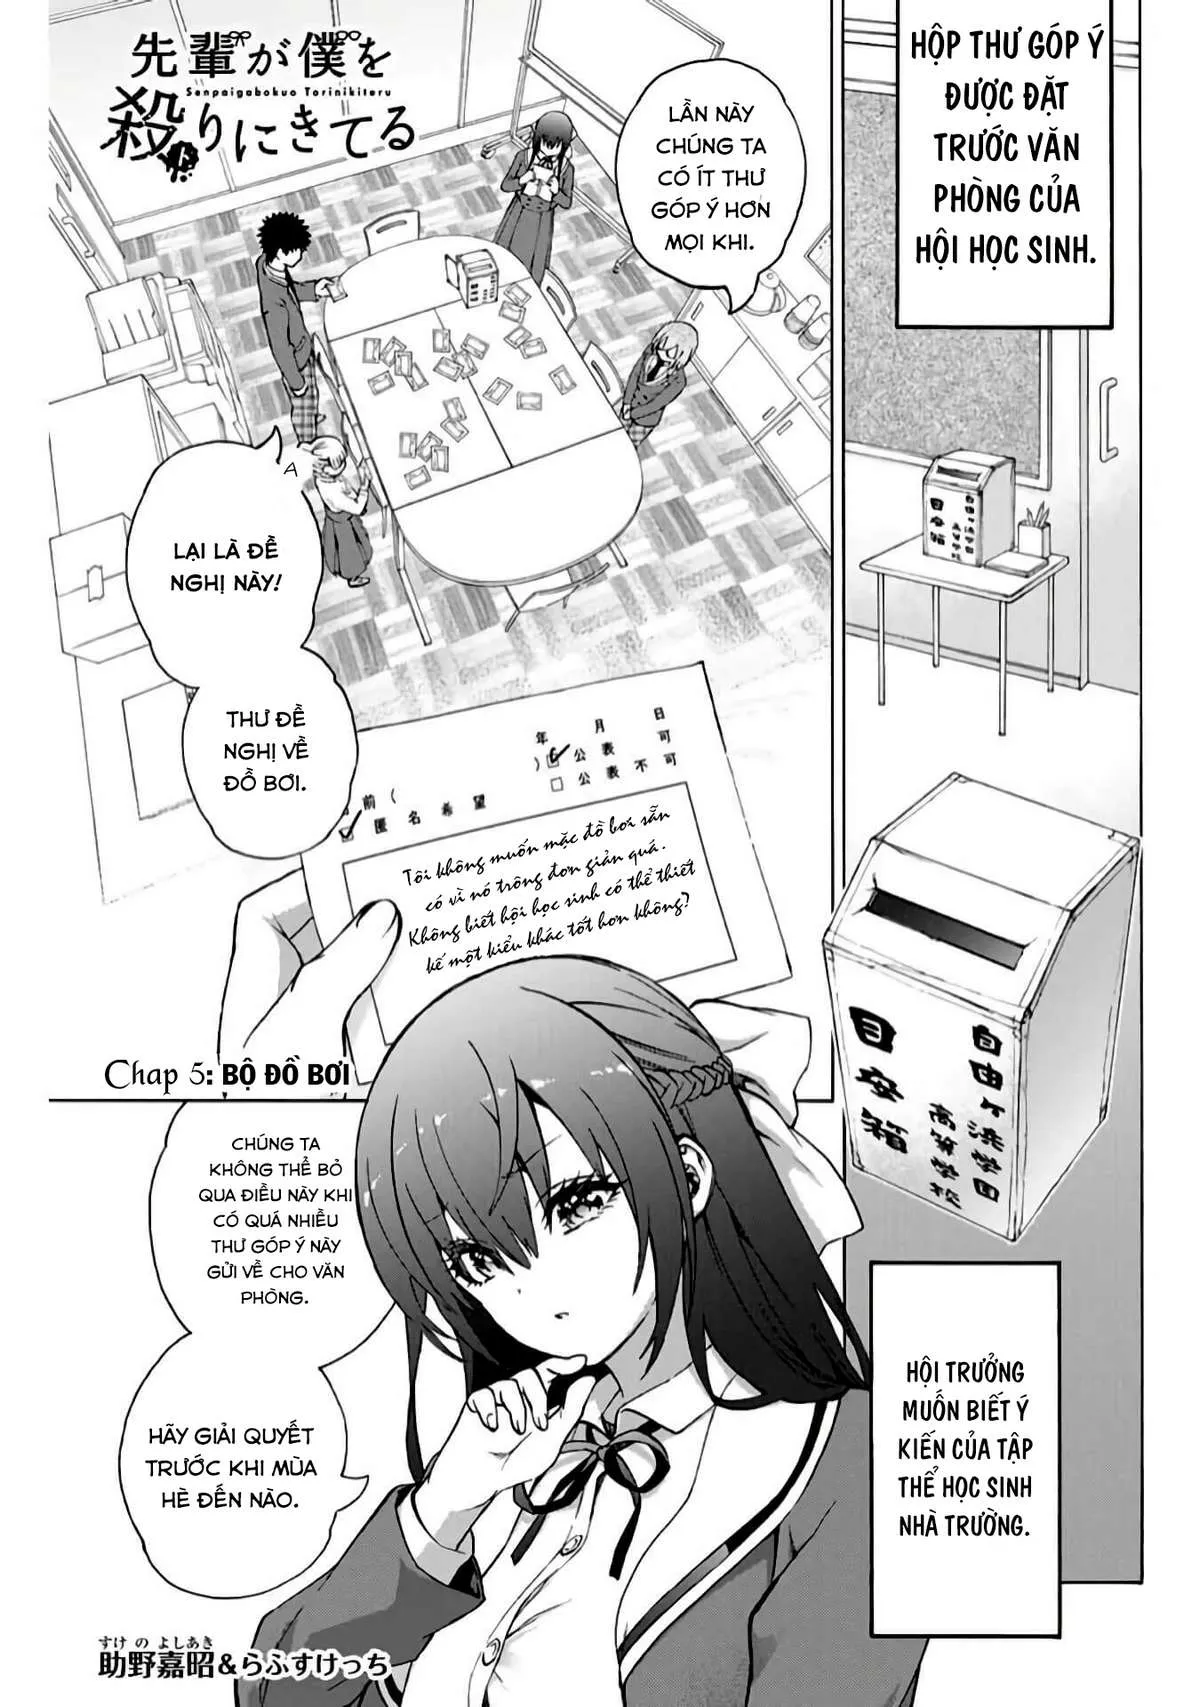 HỘP THƯ GÓP Ý
ĐƯỢC ĐẶT
TRƯỚC VĂN
PHÒNG CỦA
HỘI HỌC SINH.
先輩が僕を
Senpaigabokuo Torinikiteru
殺りにきてる
LẦN NÀY
CHÚNG TA
CÓ ÍT THƯ
GÓP Ý HƠN
MỌI KHI.
A
LẠI LÀ ĐỀ
NGHỊ NÀY!
THƯ ĐỀ
NGHỊ VỀ
ĐỒ BƠI.
目安箱
年 月 日
)☑公表 可
☐公表不可
前(
☑匿名希望
Tôi không muốn mặc đồ bơi sẵn
có vì nó trông đơn giản quá.
Không biết hội học sinh có thể thiết
kế một kiểu khác tốt hơn không?
自由ヶ浜学園
高等学校
目安箱
Chap 5: BỘ ĐỒ BƠI
CHÚNG TA
KHÔNG THỂ BỎ
QUA ĐIỀU NÀY KHI
CÓ QUÁ NHIỀU
THƯ GÓP Ý NÀY
GỬI VỀ CHO VĂN
PHÒNG.
HÃY GIẢI QUYẾT
TRƯỚC KHI MÙA
HÈ ĐẾN NÀO.
HỘI TRƯỞNG
MUỐN BIẾT Ý
KIẾN CỦA TẬP
THỂ HỌC SINH
NHÀ TRƯỜNG.
すけ の よしあき
助野嘉昭&らふすけっち